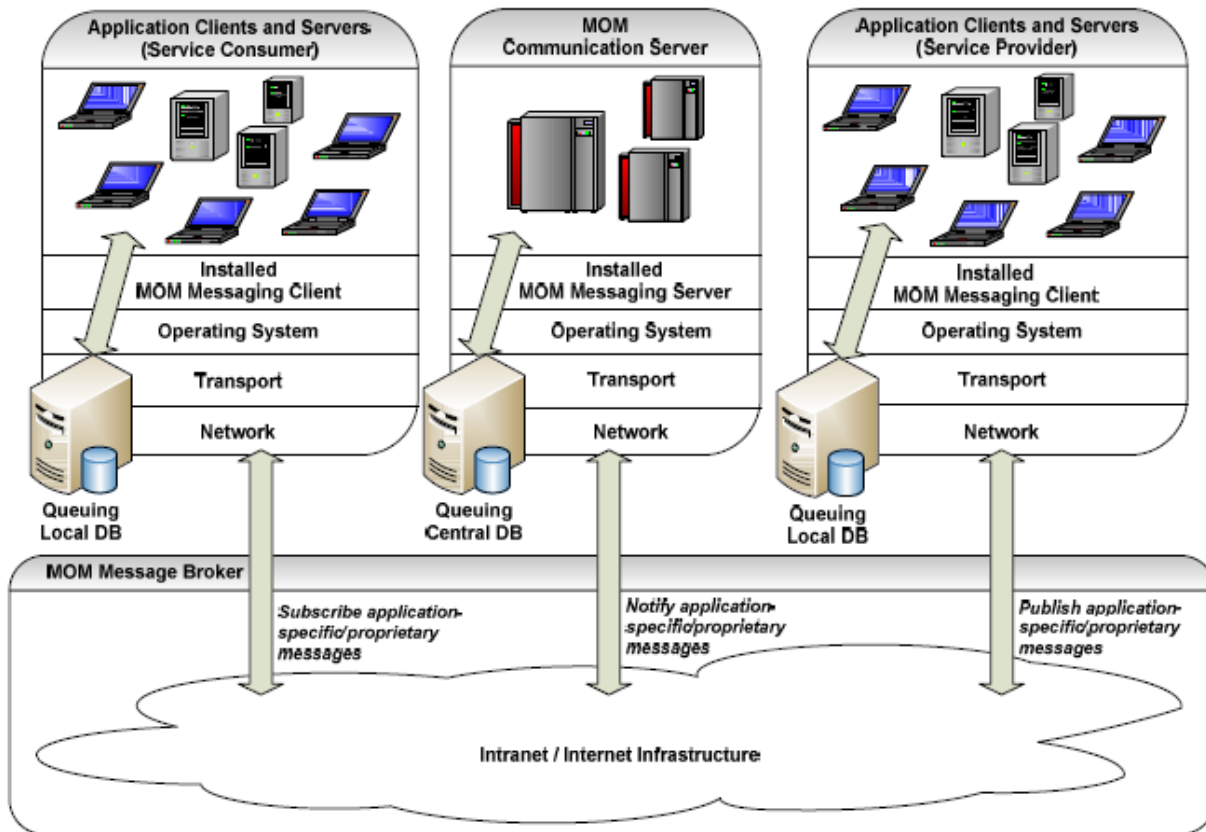 Application Clients and Servers
(Service Consumer)
MOM
Communication Server
Application Clients and Servers
(Service Provider)
Installed
MOM Messaging Client
Operating System
Transport
Network
Queuing
Local DB
Installed
MOM Messaging Server
Operating System
Transport
Network
Queuing
Central DB
Installed
MOM Messaging Client
Operating System
Transport
Network
Queuing
Local DB
MOM Message Broker
Subscribe application-
specific/proprietary
messages
Notify application-
specific/proprietary
messages
Publish application-
specific/proprietary
messages
Intranet / Internet Infrastructure